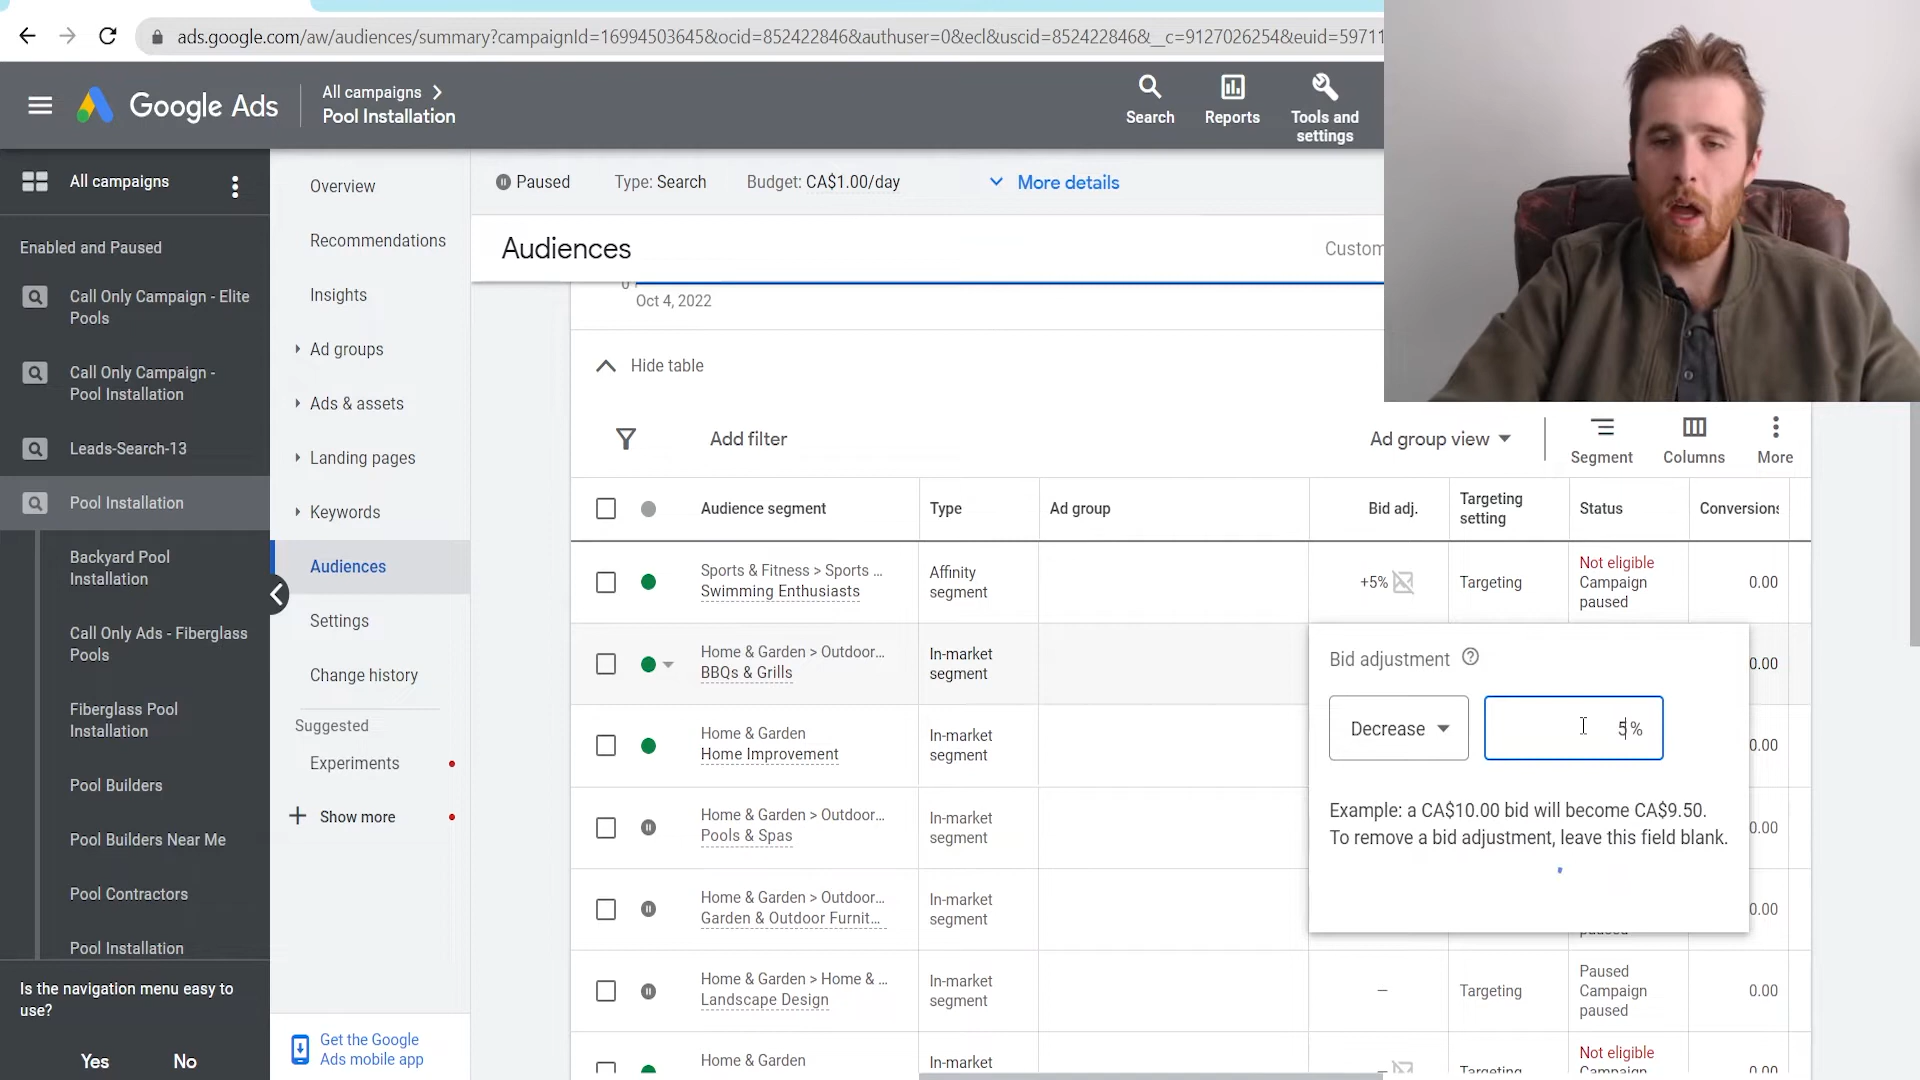 ads.google.com/aw/audiences/summary?campaignId=16994503645&ocid=852422846&authuser=0&ecl&uscid=852422846&__c=9127026254&euid=59711
Google Ads
All campaigns
Pool Installation
Search
Reports
Tools and
settings
All campaigns
Enabled and Paused
Call Only Campaign - Elite
Pools
Call Only Campaign -
Pool Installation
Leads-Search-13
Pool Installation
Backyard Pool
Installation
Call Only Ads - Fiberglass
Pools
Fiberglass Pool
Installation
Pool Builders
Pool Builders Near Me
Pool Contractors
Pool Installation
Is the navigation menu easy to
use?
Yes No
Overview
Recommendations
Insights
Ad groups
Ads & assets
Landing pages
Keywords
Audiences
Settings
Change history
Suggested
Experiments
Show more
Get the Google
Ads mobile app
Paused Type: Search Budget: CA$1.00/day More details
Audiences
Custom
0
Oct 4, 2022
Hide table
Add filter
Ad group view
Segment
Columns
More
Audience segment Type Ad group Bid adj. Targeting
setting Status Conversions
Sports & Fitness > Sports ...
Swimming Enthusiasts
Affinity
segment
+5%
Targeting
Not eligible
Campaign
paused
0.00
Home & Garden > Outdoor...
BBQs & Grills
In-market
segment
0.00
Home & Garden
Home Improvement
In-market
segment
0.00
Home & Garden > Outdoor...
Pools & Spas
In-market
segment
0.00
Home & Garden > Outdoor...
Garden & Outdoor Furnit...
In-market
segment
0.00
paused
Home & Garden > Home & ...
Landscape Design
In-market
segment
–
Targeting
Paused
Campaign
paused
0.00
Home & Garden
In-market
–
Targeting
Not eligible
Campaign
0.00
Bid adjustment
Decrease
5%
Example: a CA$10.00 bid will become CA$9.50.
To remove a bid adjustment, leave this field blank.